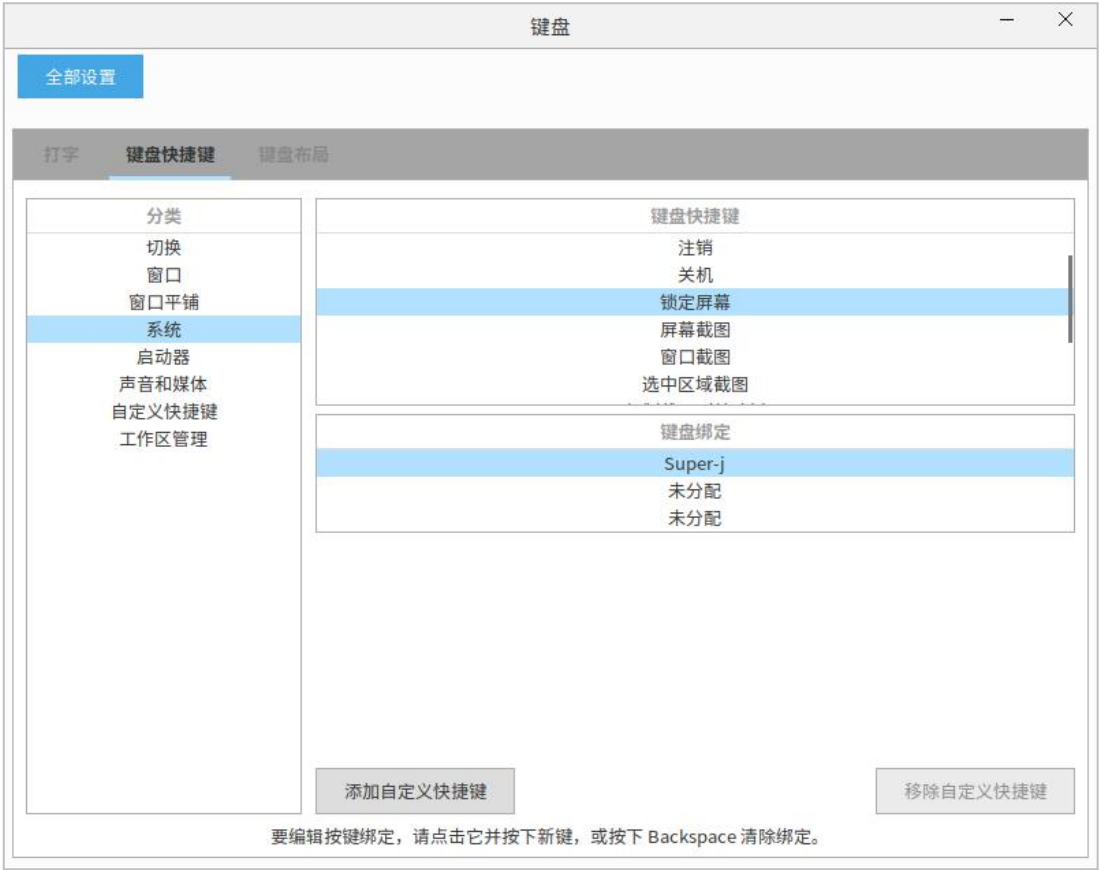 键盘
全部设置
打字 键盘快捷键 键盘布局
分类
切换
窗口
窗口平铺
系统
启动器
声音和媒体
自定义快捷键
工作区管理
键盘快捷键
注销
关机
锁定屏幕
屏幕截图
窗口截图
选中区域截图
键盘绑定
Super-j
未分配
未分配
添加自定义快捷键
移除自定义快捷键
要编辑按键绑定，请点击它并按下新键，或按下 Backspace 清除绑定。